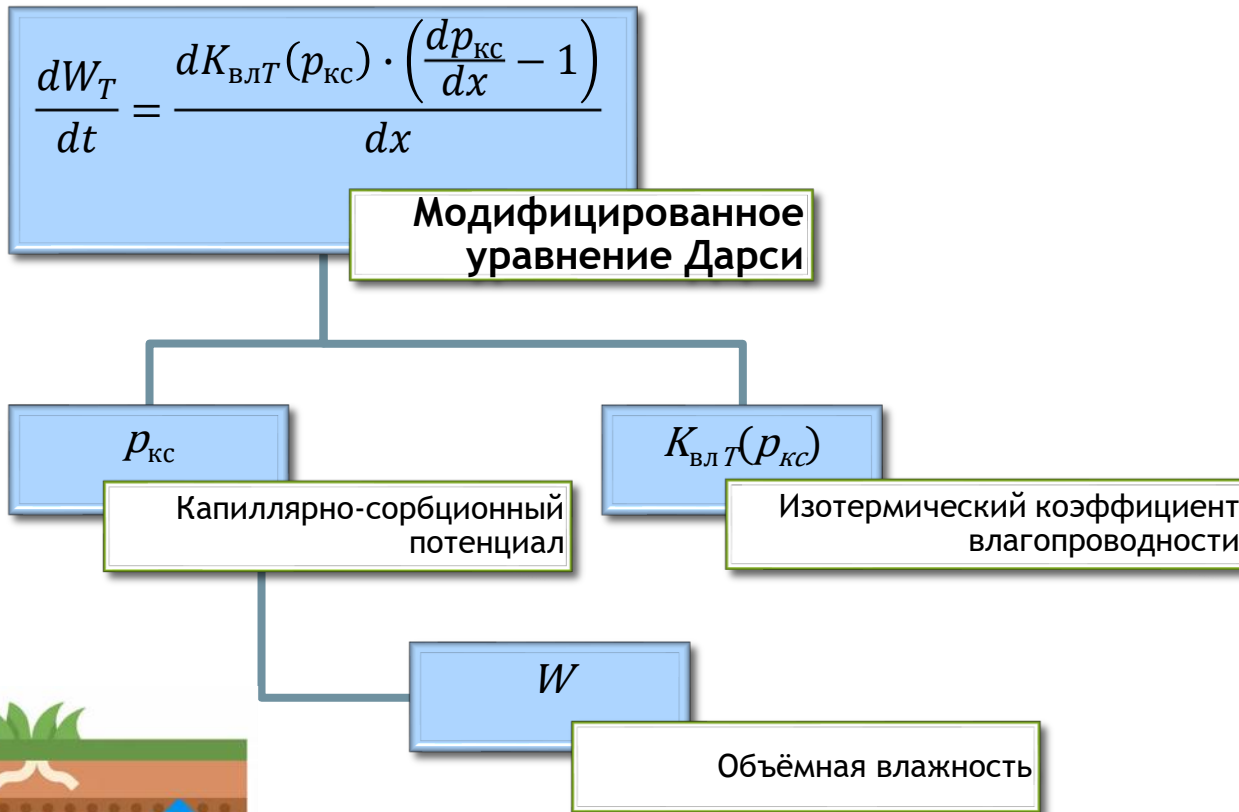 dW_T/dt = dK_влT(p_кс) · (dp_кс/dx − 1)/dx
Модифицированное
уравнение Дарси
p_кс
Капиллярно-сорбционный
потенциал
K_влT(p_кс)
Изотермический коэффициент
влагопроводности
W
Объёмная влажность